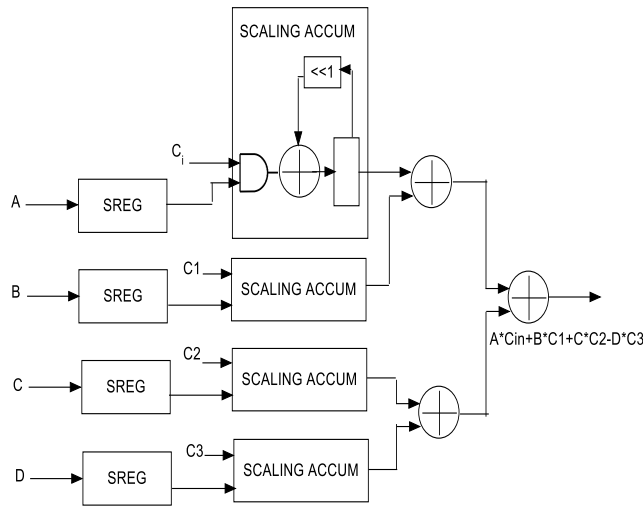 SCALING ACCUM
<<1
Ci
A
SREG
C1
B
SREG
SCALING ACCUM
A*Cin+B*C1+C*C2-D*C3
C2
C
SREG
SCALING ACCUM
C3
D
SREG
SCALING ACCUM